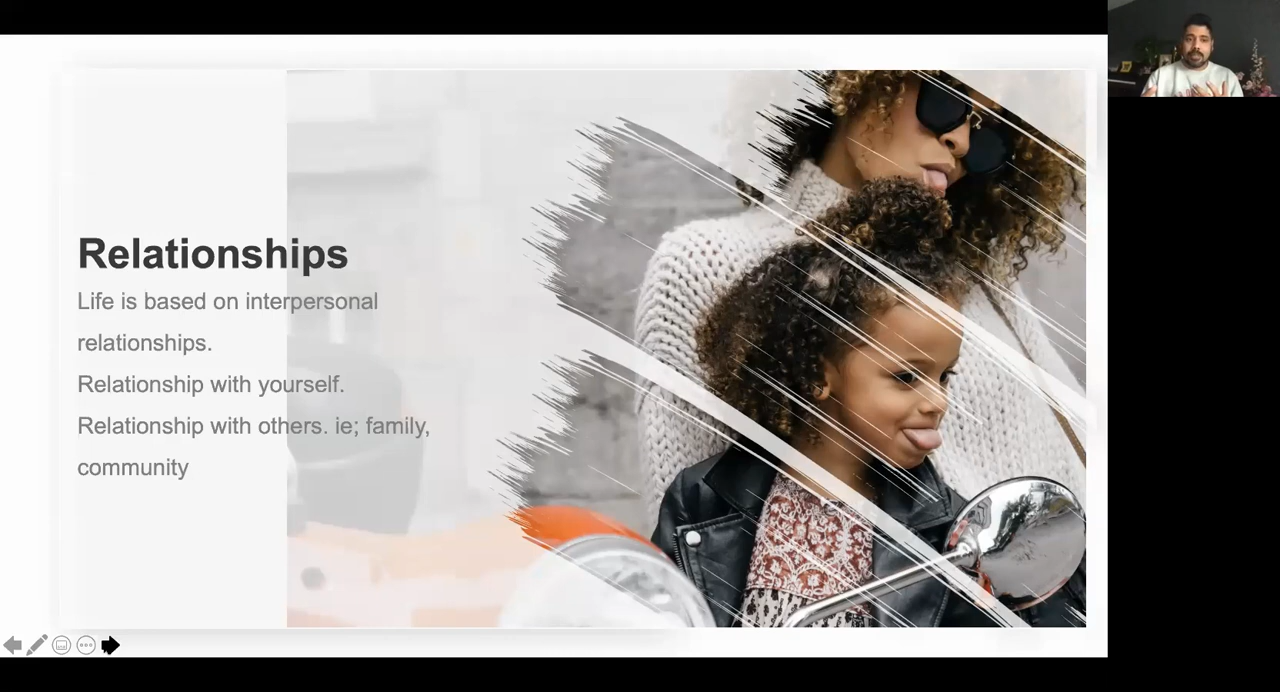 Relationships
Life is based on interpersonal
relationships.
Relationship with yourself.
Relationship with others. ie; family,
community